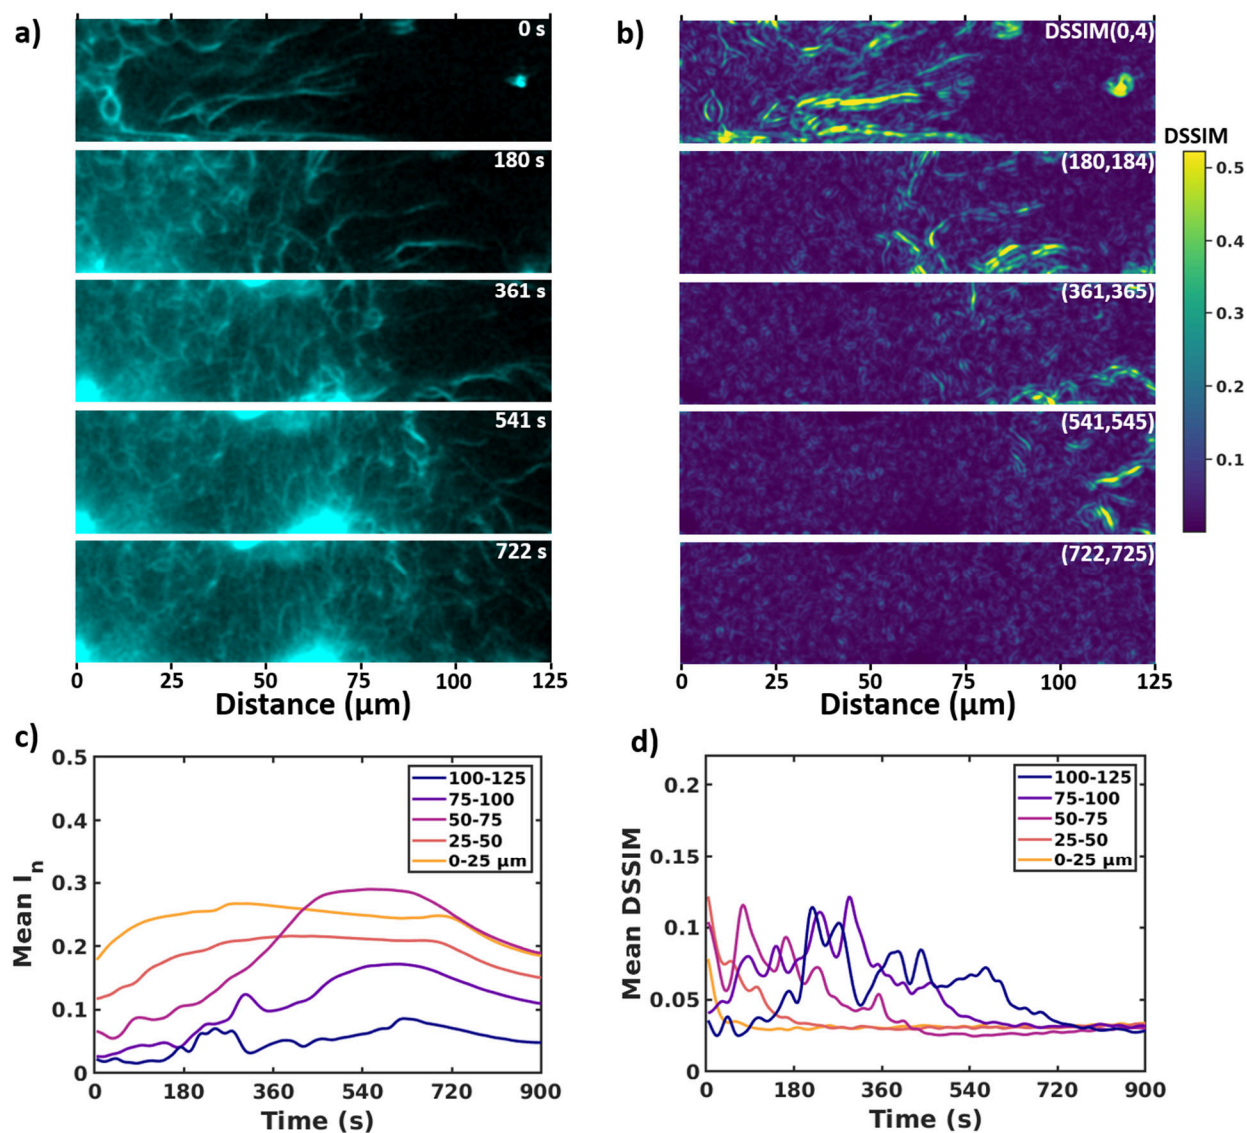 a)
0 s
180 s
361 s
541 s
722 s
0 25 50 75 100 125
Distance (μm)
b)
DSSIM(0,4)
(180,184)
(361,365)
(541,545)
(722,725)
0 25 50 75 100 125
Distance (μm)
DSSIM
0.5
0.4
0.3
0.2
0.1
c)
0.5
0.4
0.3
0.2
0.1
0
Mean In
100-125
75-100
50-75
25-50
0-25 μm
0 180 360 540 720 900
Time (s)
d)
0.2
0.15
0.1
0.05
0
Mean DSSIM
100-125
75-100
50-75
25-50
0-25 μm
0 180 360 540 720 900
Time (s)